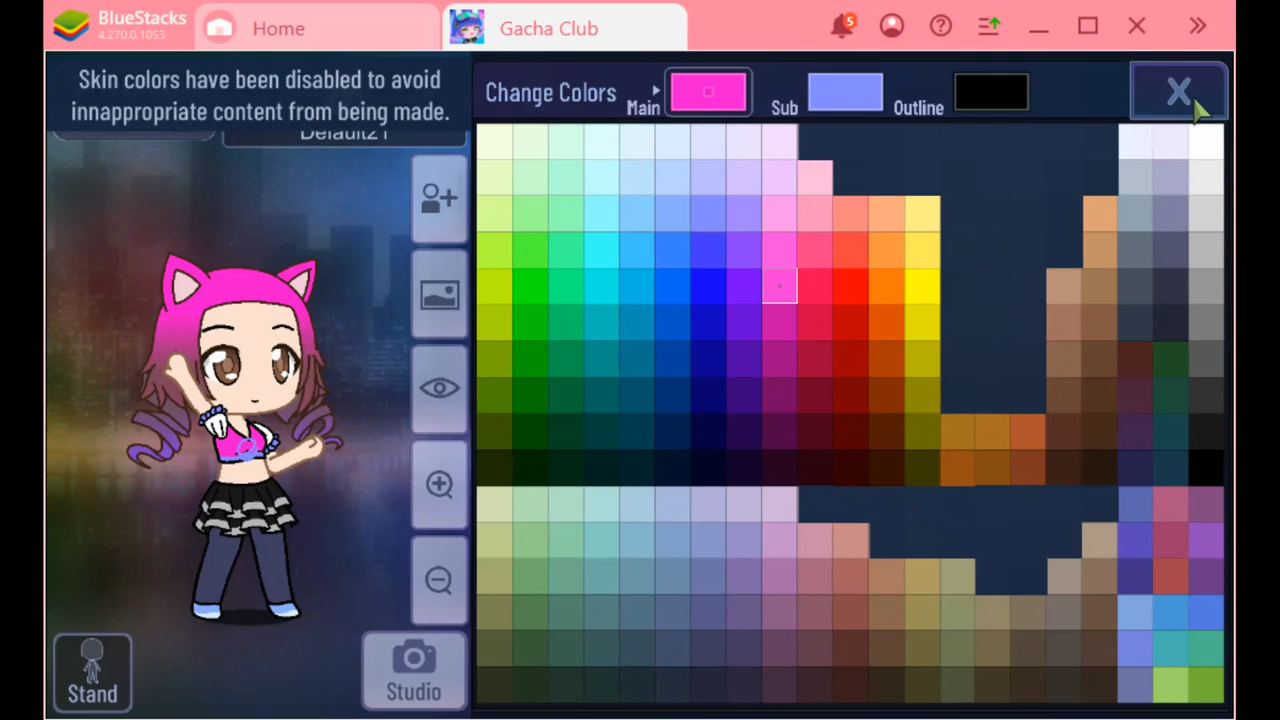 BlueStacks
4.270.0.1053
Home
Gacha Club
5
Skin colors have been disabled to avoid
innappropriate content from being made.
Default21
Change Colors
Main
Sub
Outline
X
Stand
Studio